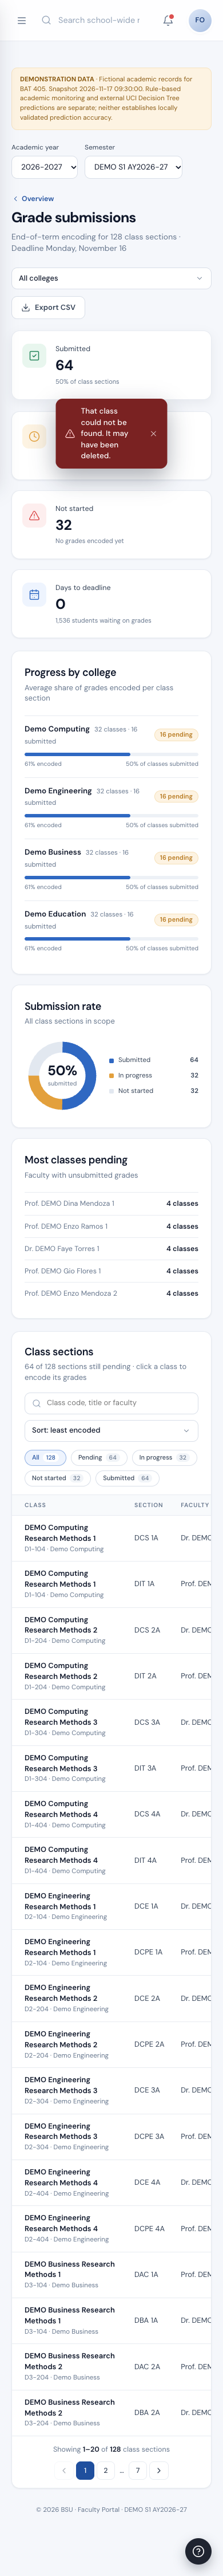 Search school-wide r
FO
DEMONSTRATION DATA · Fictional academic records for
BAT 405. Snapshot 2026-11-17 09:30:00. Rule-based
predictions are separate; neither establishes locally
validated prediction accuracy.
Academic year
Semester
2026-2027
DEMO S1 AY2026-27
Overview
Grade submissions
End-of-term encoding for 128 class sections ·
Deadline Monday, November 16
All colleges
Export CSV
Submitted
64
50% of class sections
That class
could not be
found. It may
have been
deleted.
Not started
32
No grades encoded yet
Days to deadline
0
1,536 students waiting on grades
Progress by college
Average share of grades encoded per class
section
Demo Computing 32 classes · 16
submitted
16 pending
61% encoded
50% of classes submitted
Demo Engineering 32 classes · 16
submitted
16 pending
61% encoded
50% of classes submitted
Demo Business 32 classes · 16
submitted
16 pending
61% encoded
50% of classes submitted
Demo Education 32 classes · 16
submitted
16 pending
61% encoded
50% of classes submitted
Submission rate
All class sections in scope
50%
submitted
Submitted 64
In progress 32
Not started 32
Most classes pending
Faculty with unsubmitted grades
Prof. DEMO Dina Mendoza 1 4 classes
Prof. DEMO Enzo Ramos 1 4 classes
Dr. DEMO Faye Torres 1 4 classes
Prof. DEMO Gio Flores 1 4 classes
Prof. DEMO Enzo Mendoza 2 4 classes
Class sections
64 of 128 sections still pending · click a class to
encode its grades
Class code, title or faculty
Sort: least encoded
All 128
Pending 64
In progress 32
Not started 32
Submitted 64
CLASS SECTION FACULTY
DEMO Computing
Research Methods 1
D1-104 · Demo Computing
DCS 1A
Dr. DEMO
DEMO Computing
Research Methods 1
D1-104 · Demo Computing
DIT 1A
Prof. DEM
DEMO Computing
Research Methods 2
D1-204 · Demo Computing
DCS 2A
Dr. DEMO
DEMO Computing
Research Methods 2
D1-204 · Demo Computing
DIT 2A
Prof. DEM
DEMO Computing
Research Methods 3
D1-304 · Demo Computing
DCS 3A
Dr. DEMO
DEMO Computing
Research Methods 3
D1-304 · Demo Computing
DIT 3A
Prof. DEM
DEMO Computing
Research Methods 4
D1-404 · Demo Computing
DCS 4A
Dr. DEMO
DEMO Computing
Research Methods 4
D1-404 · Demo Computing
DIT 4A
Prof. DEM
DEMO Engineering
Research Methods 1
D2-104 · Demo Engineering
DCE 1A
Dr. DEMO
DEMO Engineering
Research Methods 1
D2-104 · Demo Engineering
DCPE 1A
Prof. DEM
DEMO Engineering
Research Methods 2
D2-204 · Demo Engineering
DCE 2A
Dr. DEMO
DEMO Engineering
Research Methods 2
D2-204 · Demo Engineering
DCPE 2A
Prof. DEM
DEMO Engineering
Research Methods 3
D2-304 · Demo Engineering
DCE 3A
Dr. DEMO
DEMO Engineering
Research Methods 3
D2-304 · Demo Engineering
DCPE 3A
Prof. DEM
DEMO Engineering
Research Methods 4
D2-404 · Demo Engineering
DCE 4A
Dr. DEMO
DEMO Engineering
Research Methods 4
D2-404 · Demo Engineering
DCPE 4A
Prof. DEM
DEMO Business Research
Methods 1
D3-104 · Demo Business
DAC 1A
Prof. DEM
DEMO Business Research
Methods 1
D3-104 · Demo Business
DBA 1A
Dr. DEMO
DEMO Business Research
Methods 2
D3-204 · Demo Business
DAC 2A
Prof. DEM
DEMO Business Research
Methods 2
D3-204 · Demo Business
DBA 2A
Dr. DEMO
Showing 1–20 of 128 class sections
1 2 … 7
© 2026 BSU · Faculty Portal · DEMO S1 AY2026-27